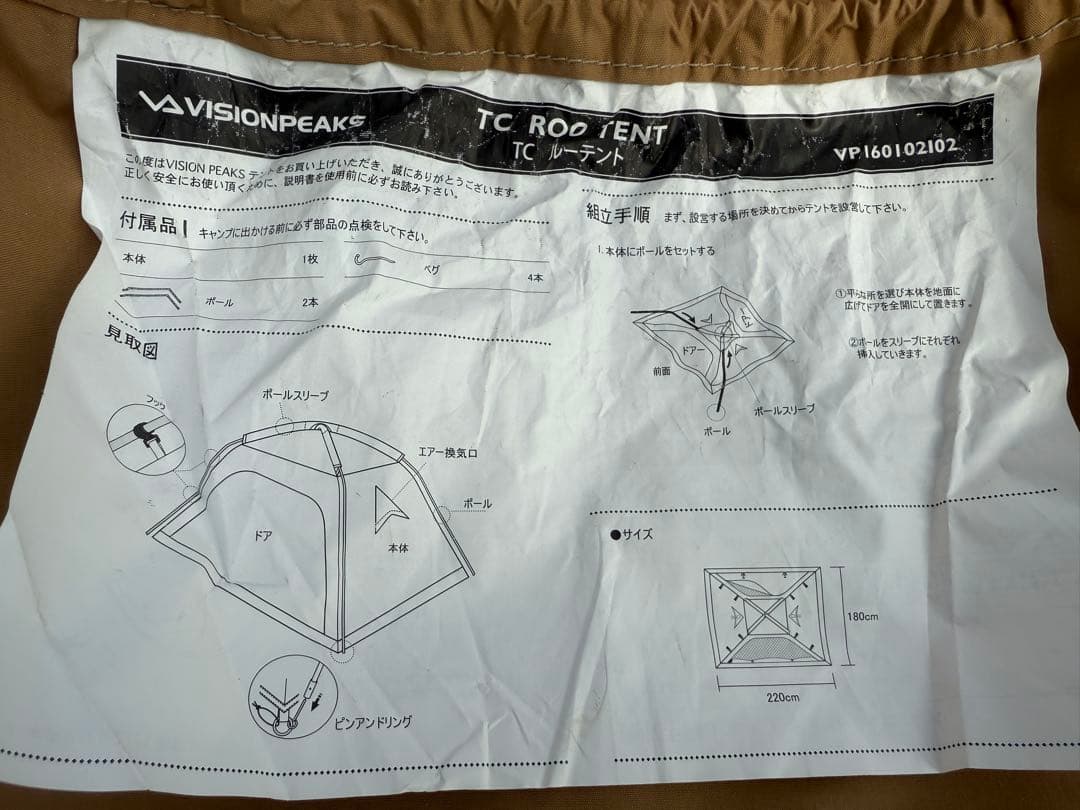 VISIONPEAKS
TC ROO TENT
TC ルーテント
VP160102102
この度はVISION PEAKS テントをお買い上げいただき、誠にありがとうございます。
正しく安全にお使い頂くために、説明書を使用前に必ずお読み下さい。
付属品 キャンプに出かける前に必ず部品の点検をして下さい。
本体 1枚 ペグ 4本
ポール 2本
見取図
フック
ポールスリーブ
エアー換気口
ポール
ドア
本体
ピンアンドリング
組立手順 まず、設営する場所を決めてからテントを設営して下さい。
1.本体にポールをセットする
①平らな所を選び本体を地面に
広げてドアを全開にして置きます。
②ポールをスリーブにそれぞれ
挿入していきます。
ドアー
ドアー
前面
ポールスリーブ
ポール
●サイズ
180cm
220cm